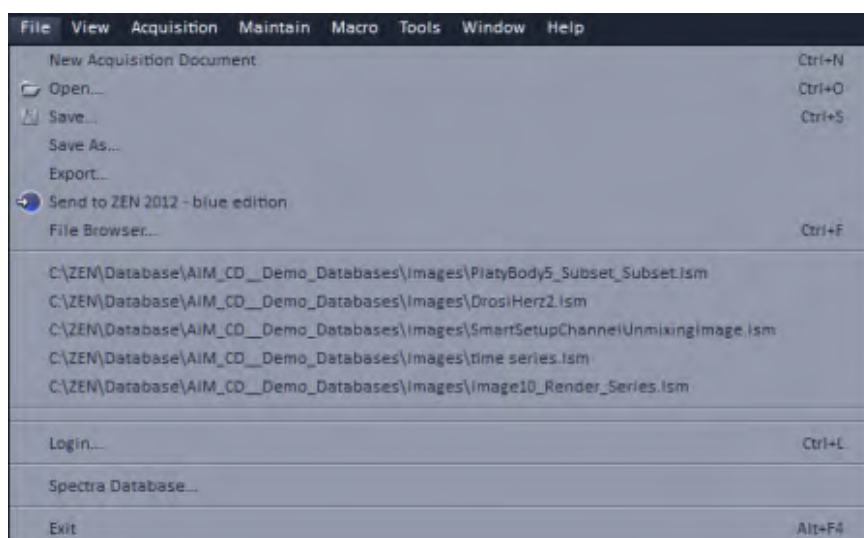 File View Acquisition Maintain Macro Tools Window Help
New Acquisition Document Ctrl+N
Open... Ctrl+O
Save... Ctrl+S
Save As...
Export...
Send to ZEN 2012 - blue edition
File Browser... Ctrl+F
C:\ZEN\Database\AIM_CD__Demo_Databases\Images\PlatyBody5_Subset_Subset.lsm
C:\ZEN\Database\AIM_CD__Demo_Databases\Images\DrosiHerz2.lsm
C:\ZEN\Database\AIM_CD__Demo_Databases\Images\SmartSetupChannelUnmixingImage.lsm
C:\ZEN\Database\AIM_CD__Demo_Databases\Images\time series.lsm
C:\ZEN\Database\AIM_CD__Demo_Databases\Images\Image10_Render_Series.lsm
Login... Ctrl+L
Spectra Database...
Exit Alt+F4